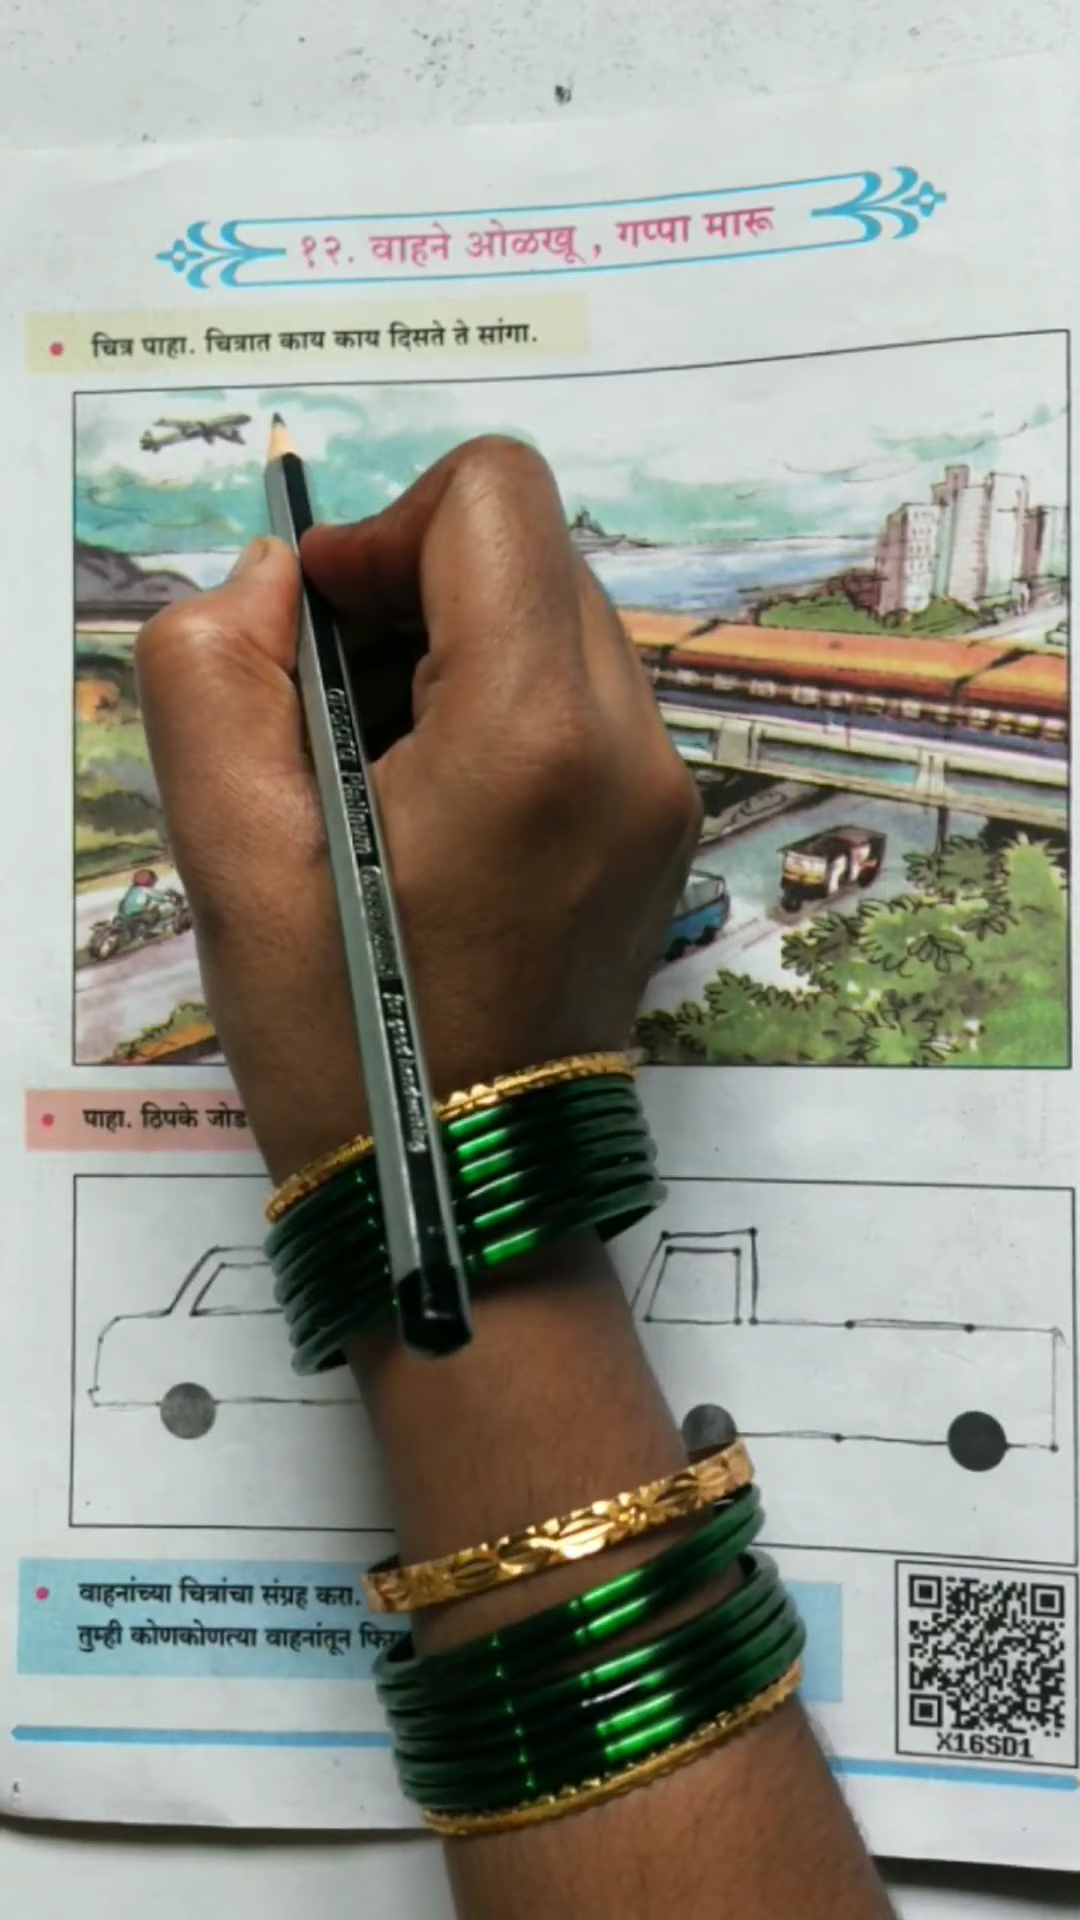 १२. वाहने ओळखू , गप्पा मारू
चित्र पाहा. चित्रात काय काय दिसते ते सांगा.
पाहा. ठिपके
वाहनांच्या चित्रांचा संग्रह करा.
तुम्ही कोणकोणत्या वाहनांतून
X16SD1